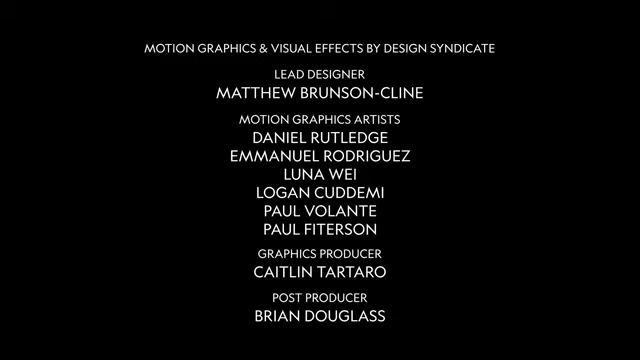 MOTION GRAPHICS & VISUAL EFFECTS BY DESIGN SYNDICATE
LEAD DESIGNER
MATTHEW BRUNSON-CLINE
MOTION GRAPHICS ARTISTS
DANIEL RUTLEDGE
EMMANUEL RODRIGUEZ
LUNA WEI
LOGAN CUDDEMI
PAUL VOLANTE
PAUL FITERSON
GRAPHICS PRODUCER
CAITLIN TARTARO
POST PRODUCER
BRIAN DOUGLASS